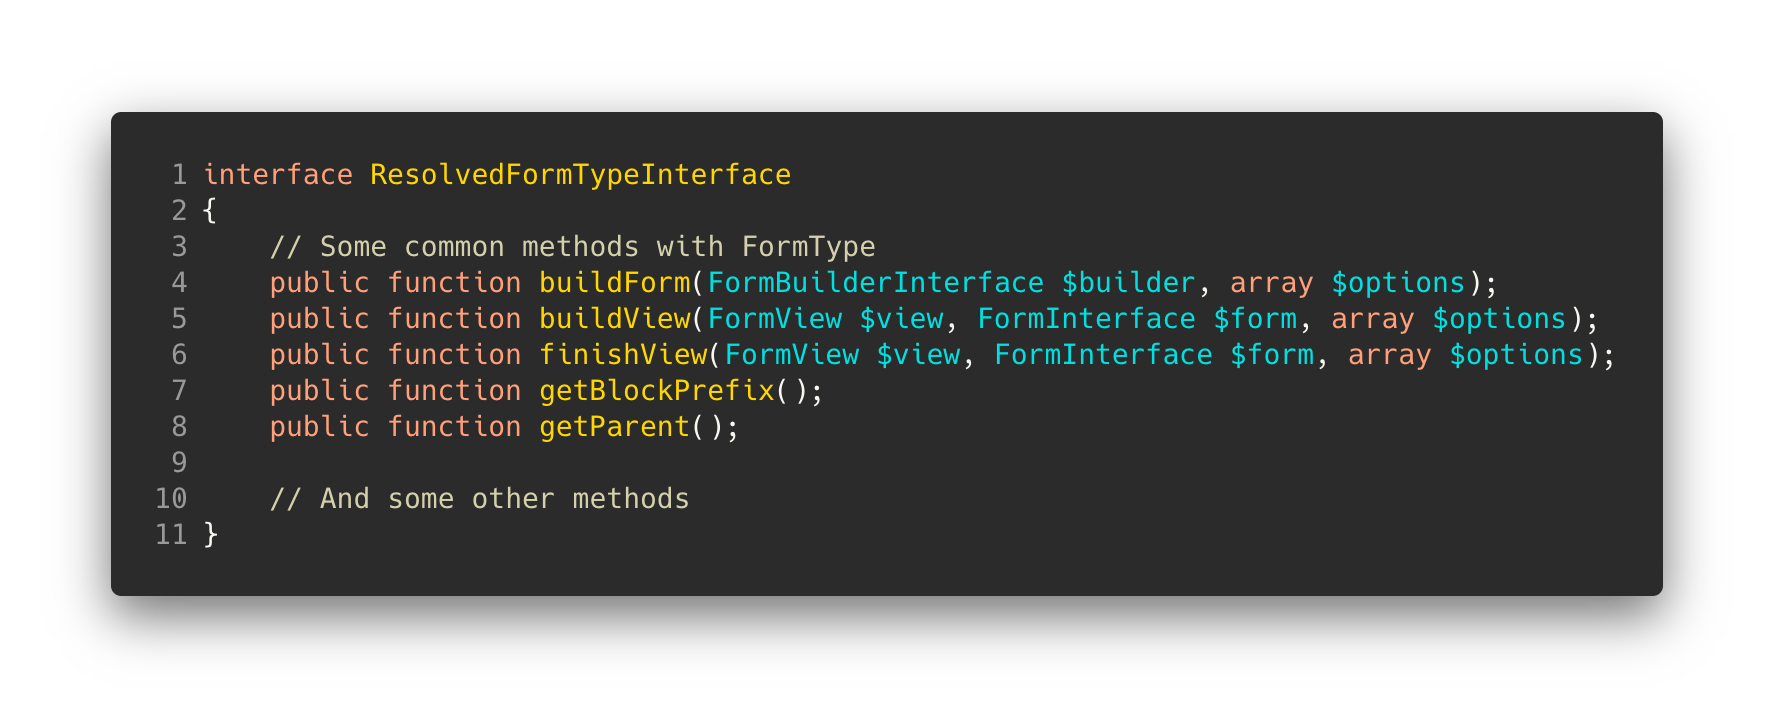 1 interface ResolvedFormTypeInterface
2 {
3     // Some common methods with FormType
4     public function buildForm(FormBuilderInterface $builder, array $options);
5     public function buildView(FormView $view, FormInterface $form, array $options);
6     public function finishView(FormView $view, FormInterface $form, array $options);
7     public function getBlockPrefix();
8     public function getParent();
9
10     // And some other methods
11 }